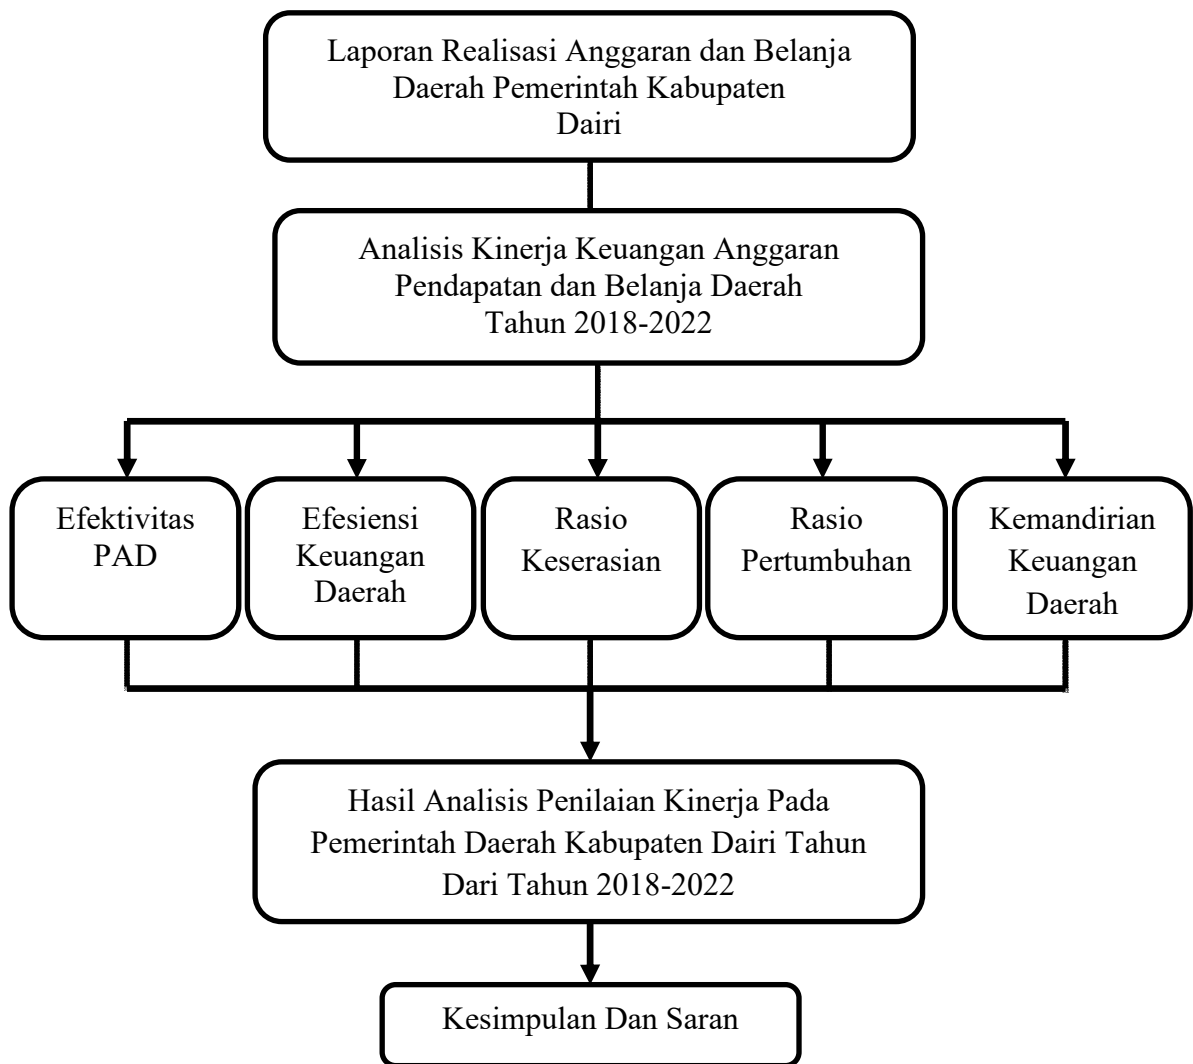 Laporan Realisasi Anggaran dan Belanja
Daerah Pemerintah Kabupaten
Dairi
Analisis Kinerja Keuangan Anggaran
Pendapatan dan Belanja Daerah
Tahun 2018-2022
Efektivitas
PAD
Efesiensi
Keuangan
Daerah
Rasio
Keserasian
Rasio
Pertumbuhan
Kemandirian
Keuangan
Daerah
Hasil Analisis Penilaian Kinerja Pada
Pemerintah Daerah Kabupaten Dairi Tahun
Dari Tahun 2018-2022
Kesimpulan Dan Saran